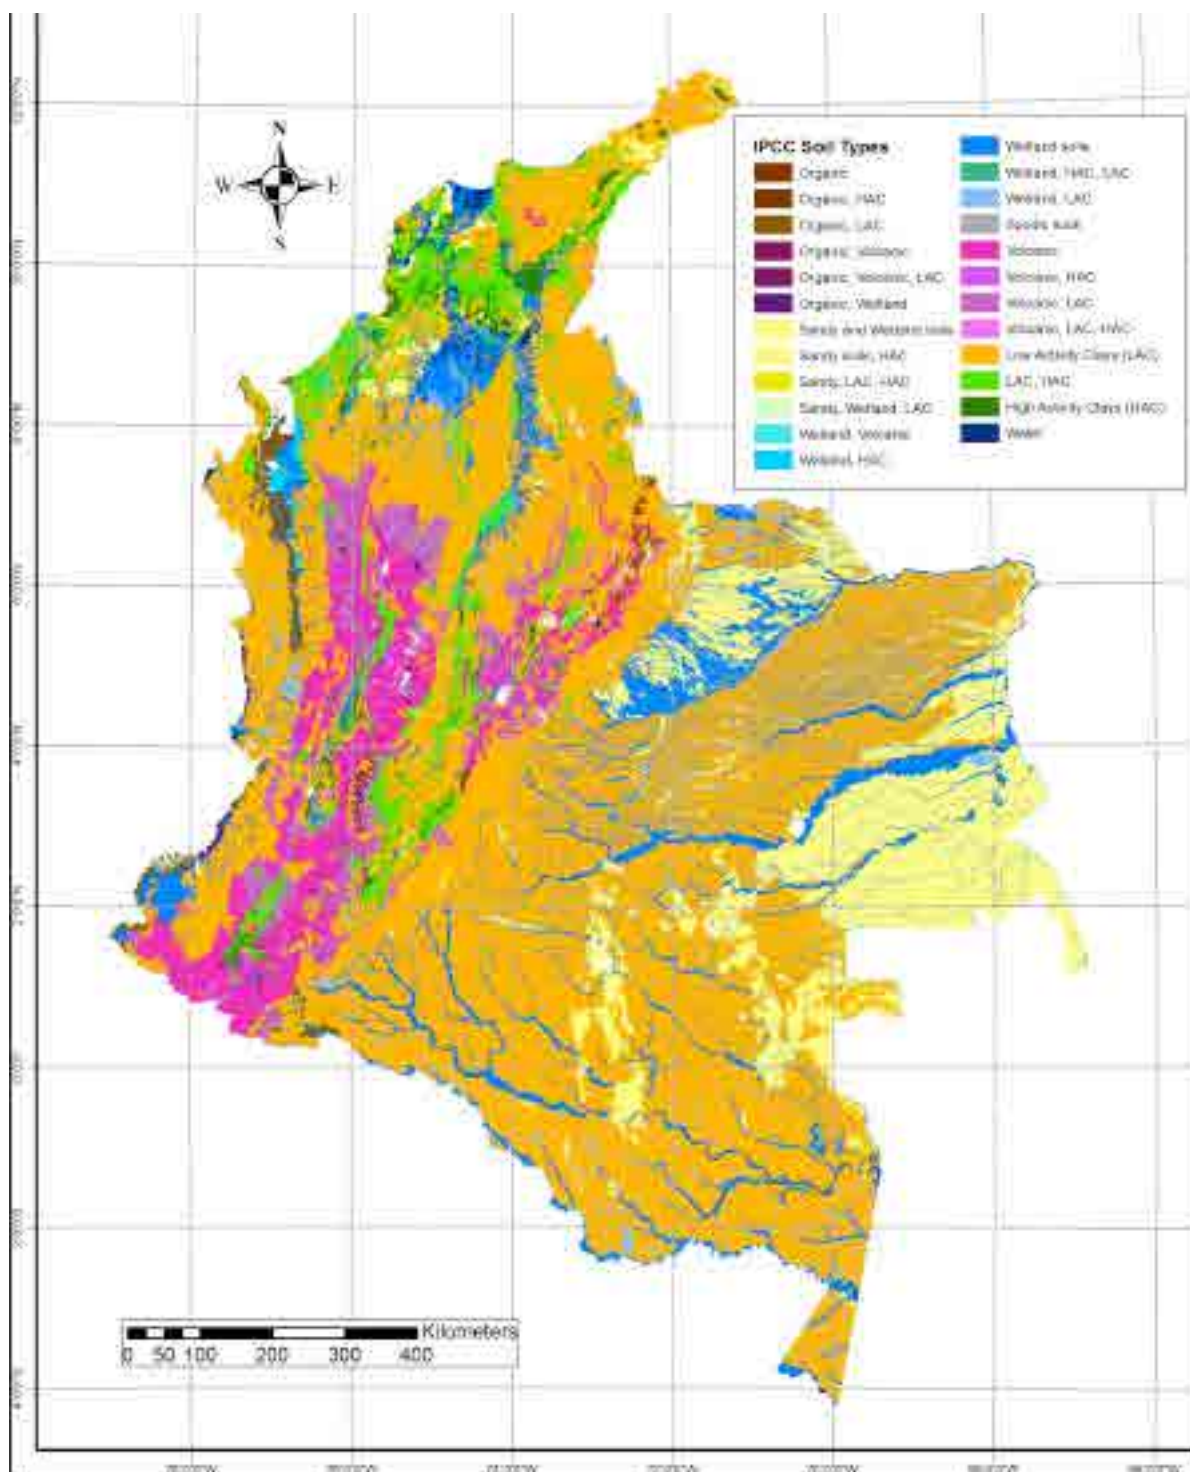 N
W E
S
IPCC Soil Types
Organic
Organic, HAC
Organic, LAC
Organic, Volcanic
Organic, Volcanic, LAC
Organic, Wetland
Sandy and Wetland soils
Sandy soils, HAC
Sandy, LAC, HAC
Sandy, Wetland, LAC
Wetland, Volcanic
Wetland, HAC
Wetland soils
Wetland, HAC, LAC
Wetland, LAC
Spodic soils
Volcanic
Volcanic, HAC
Volcanic, LAC
Volcanic, LAC, HAC
Low Activity Clays (LAC)
LAC, HAC
High Activity Clays (HAC)
Water
Kilometers
0 50 100 200 300 400